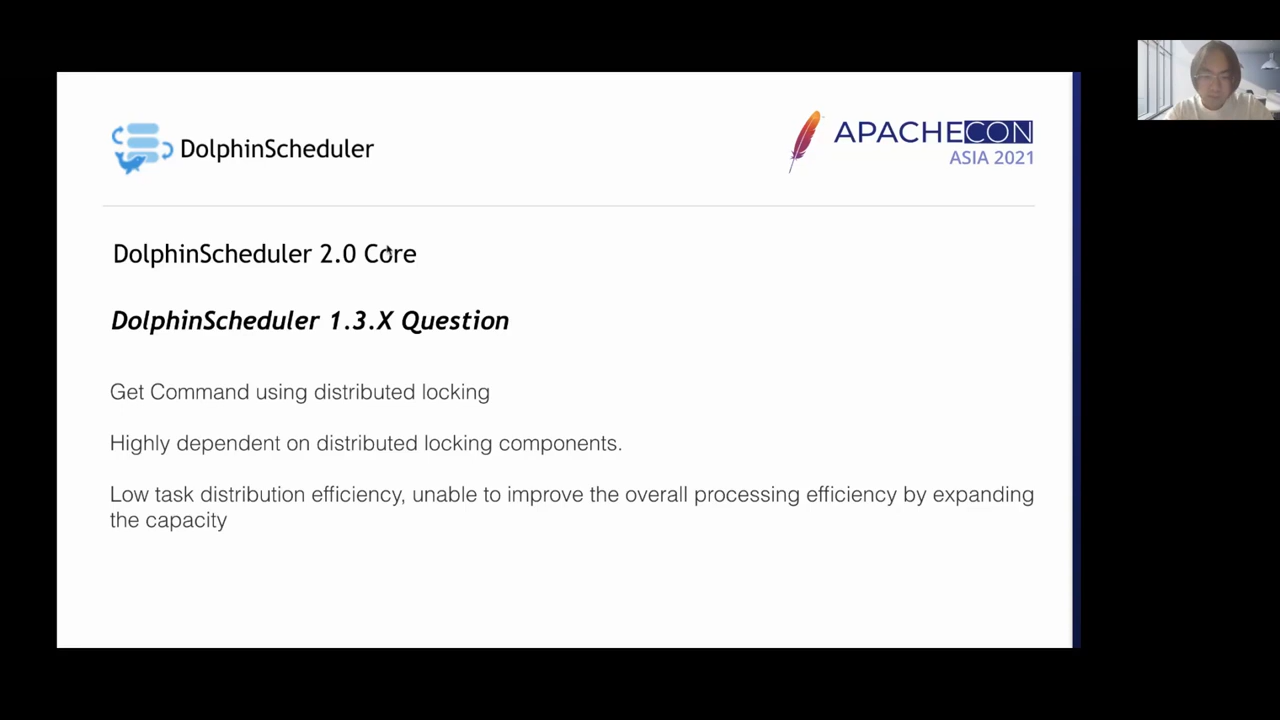 DolphinScheduler
APACHECON
ASIA 2021
DolphinScheduler 2.0 Core
DolphinScheduler 1.3.X Question
Get Command using distributed locking
Highly dependent on distributed locking components.
Low task distribution efficiency, unable to improve the overall processing efficiency by expanding
the capacity